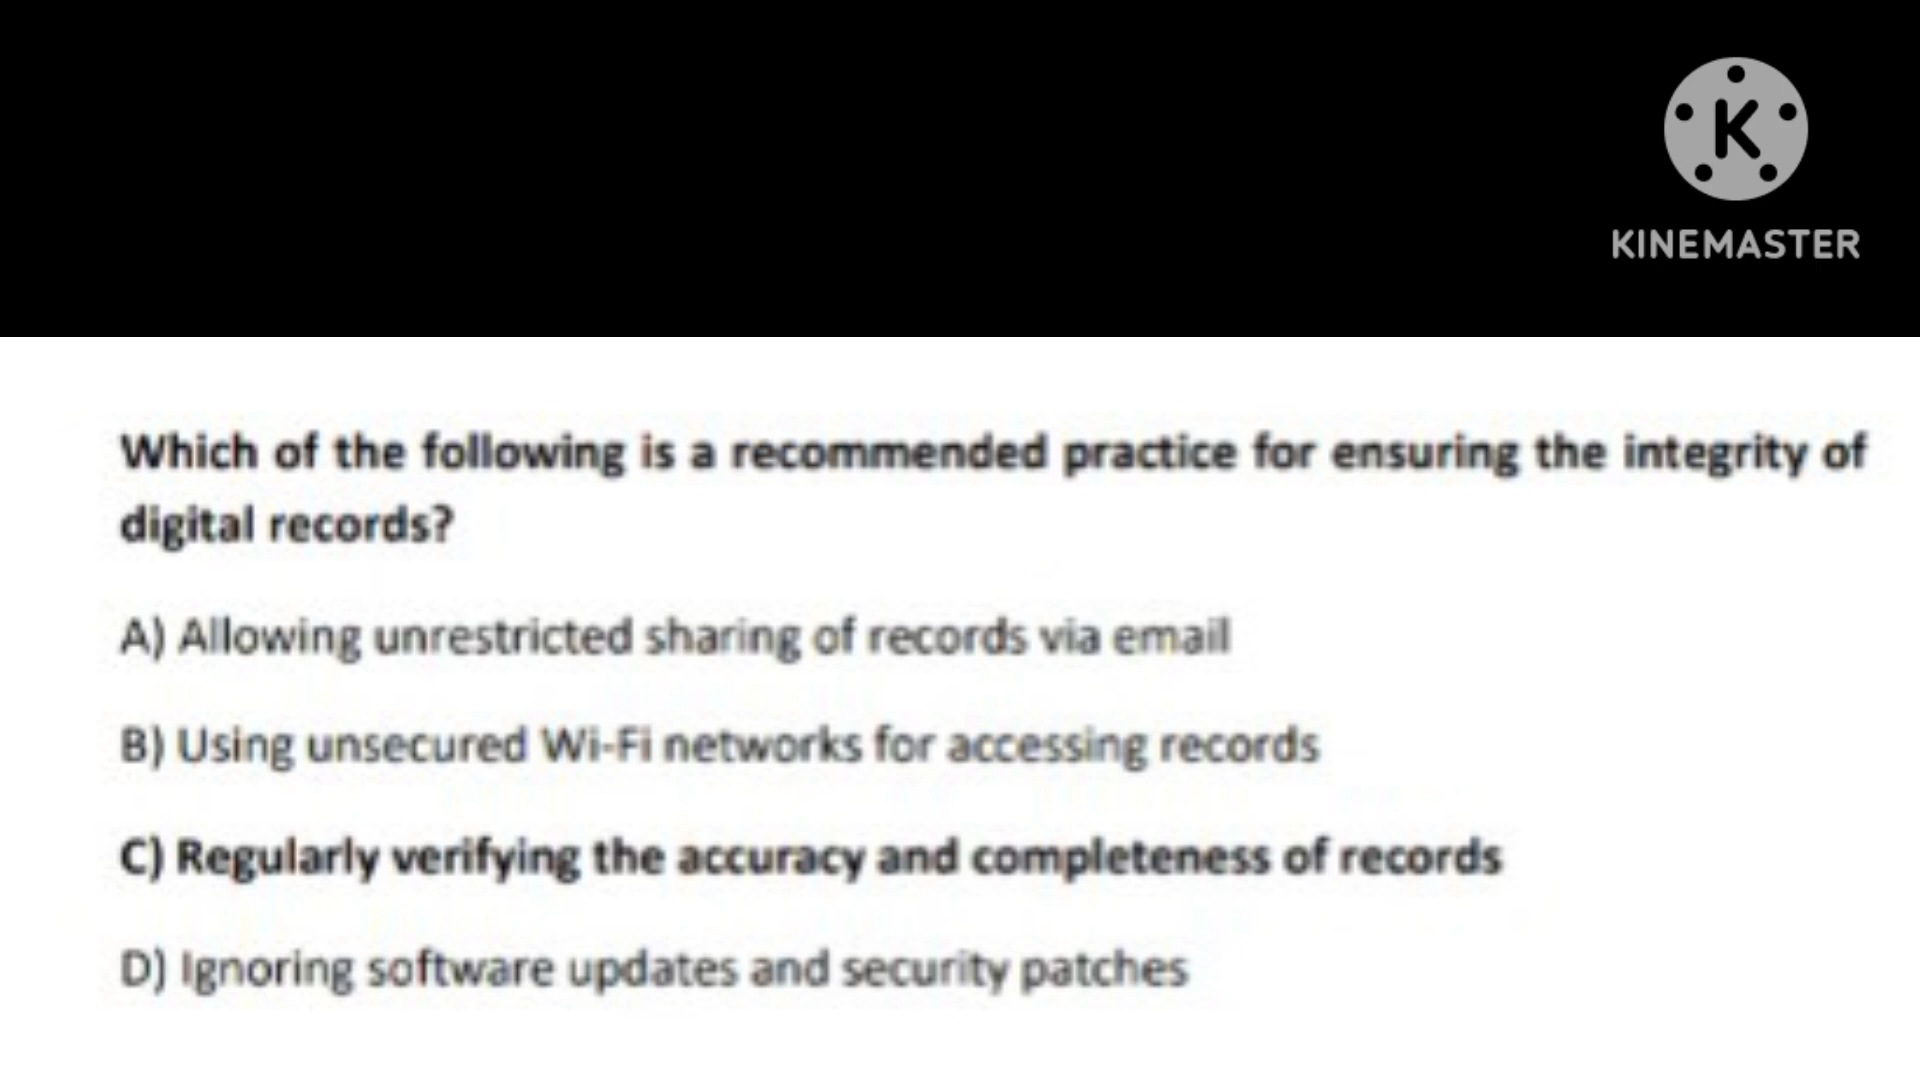 K
KINEMASTER
Which of the following is a recommended practice for ensuring the integrity of
digital records?
A) Allowing unrestricted sharing of records via email
B) Using unsecured Wi-Fi networks for accessing records
C) Regularly verifying the accuracy and completeness of records
D) Ignoring software updates and security patches